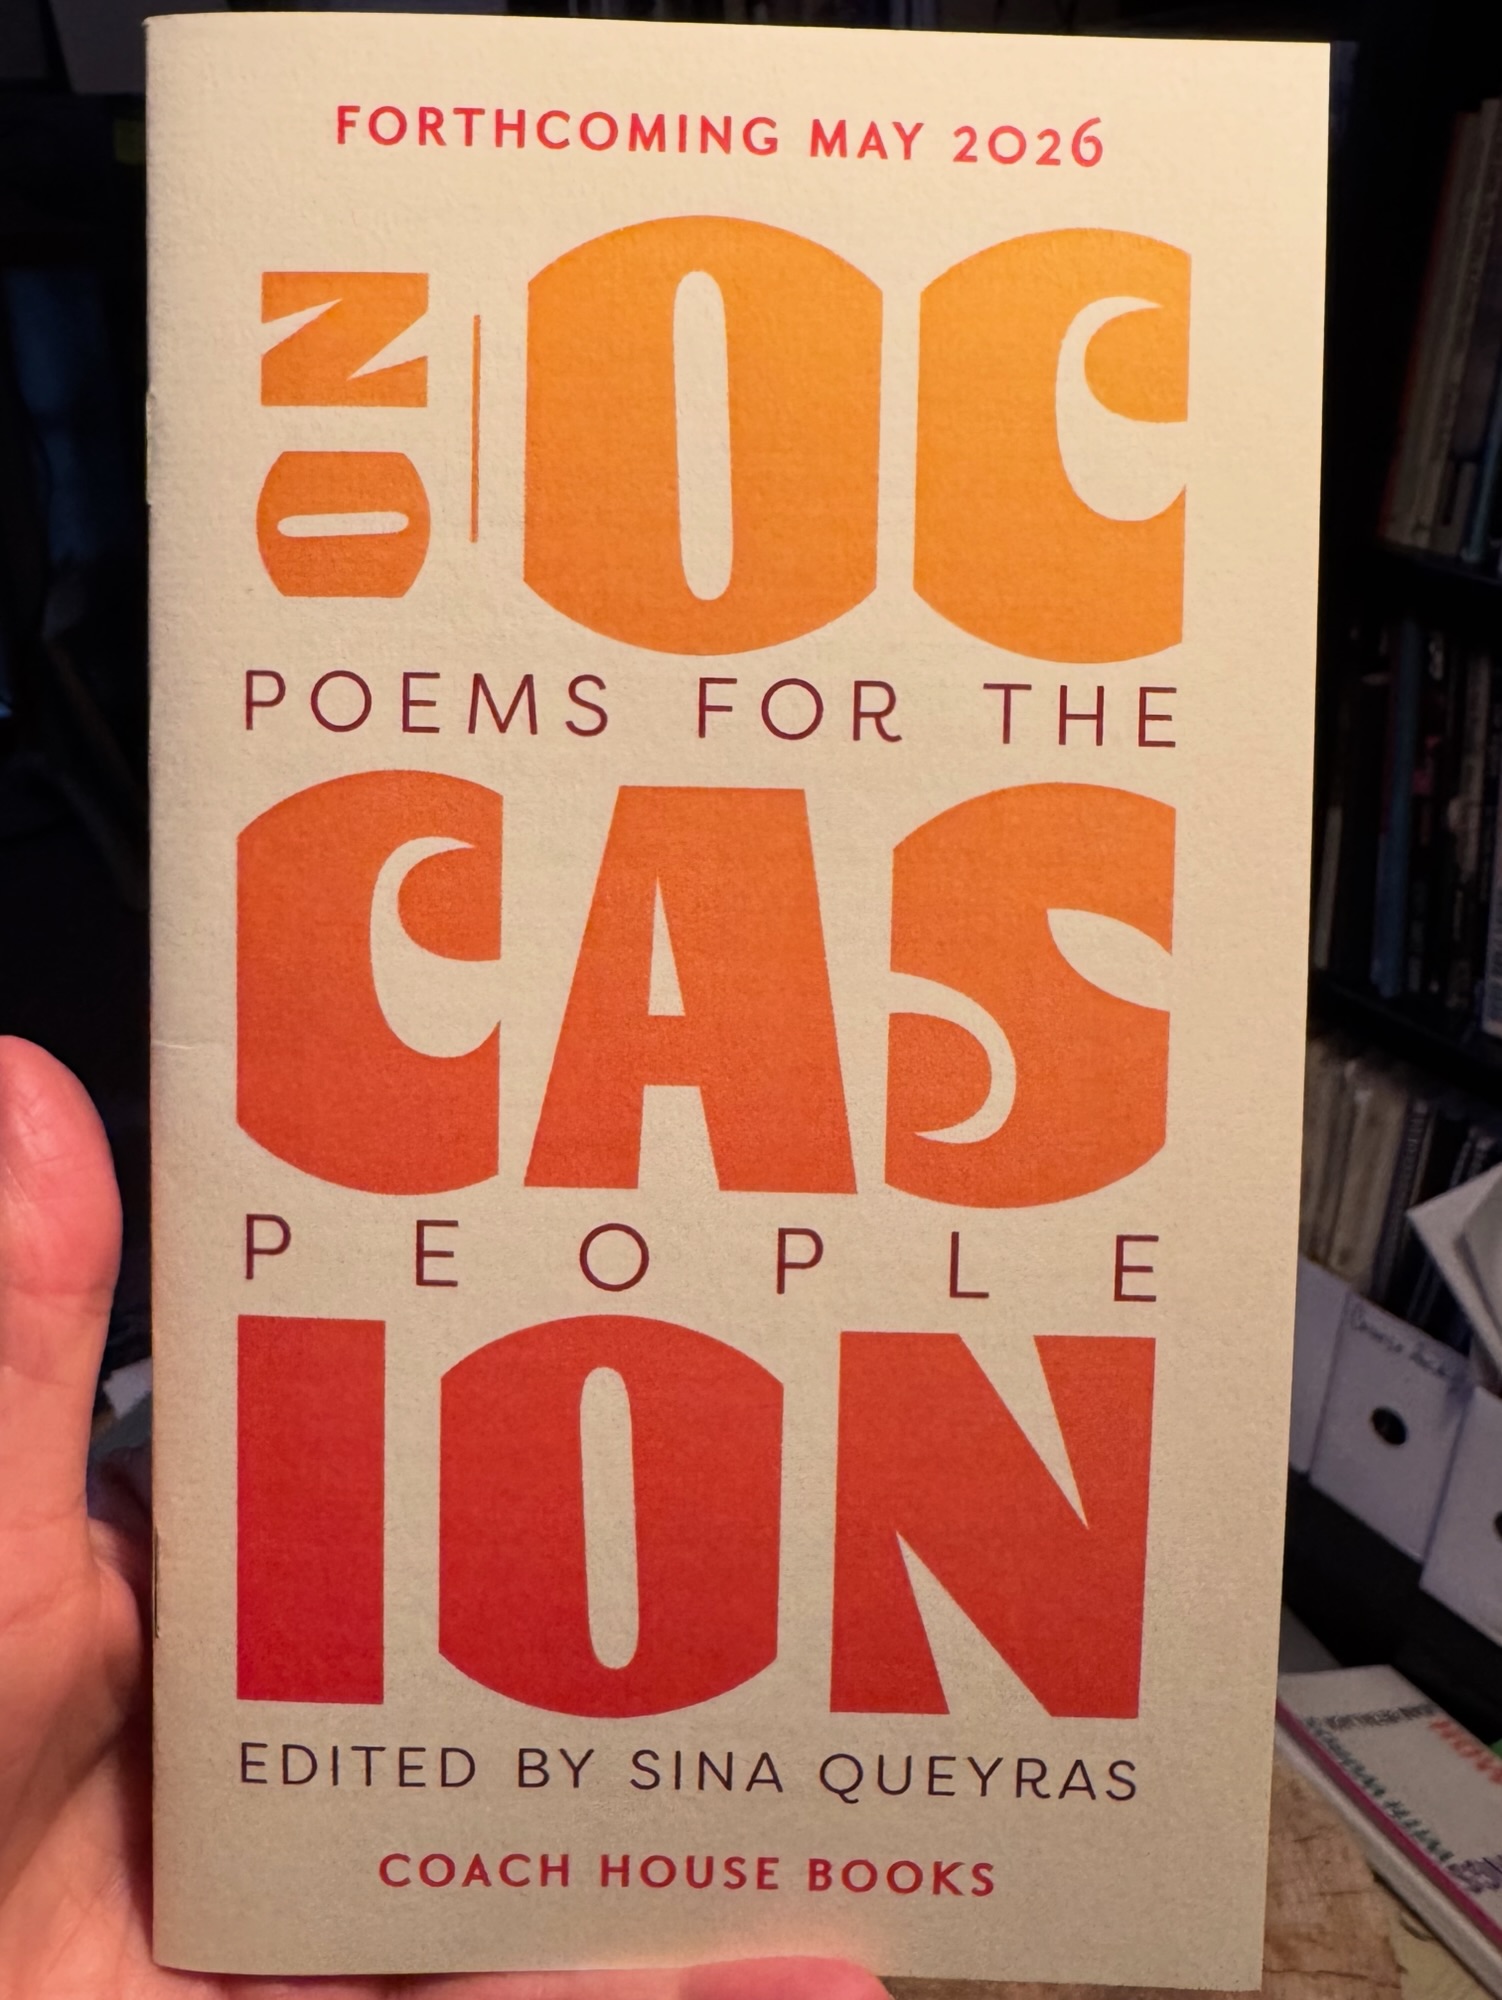 FORTHCOMING MAY 2026
ON OC
POEMS FOR THE
CAS
PEOPLE
ION
EDITED BY SINA QUEYRAS
COACH HOUSE BOOKS